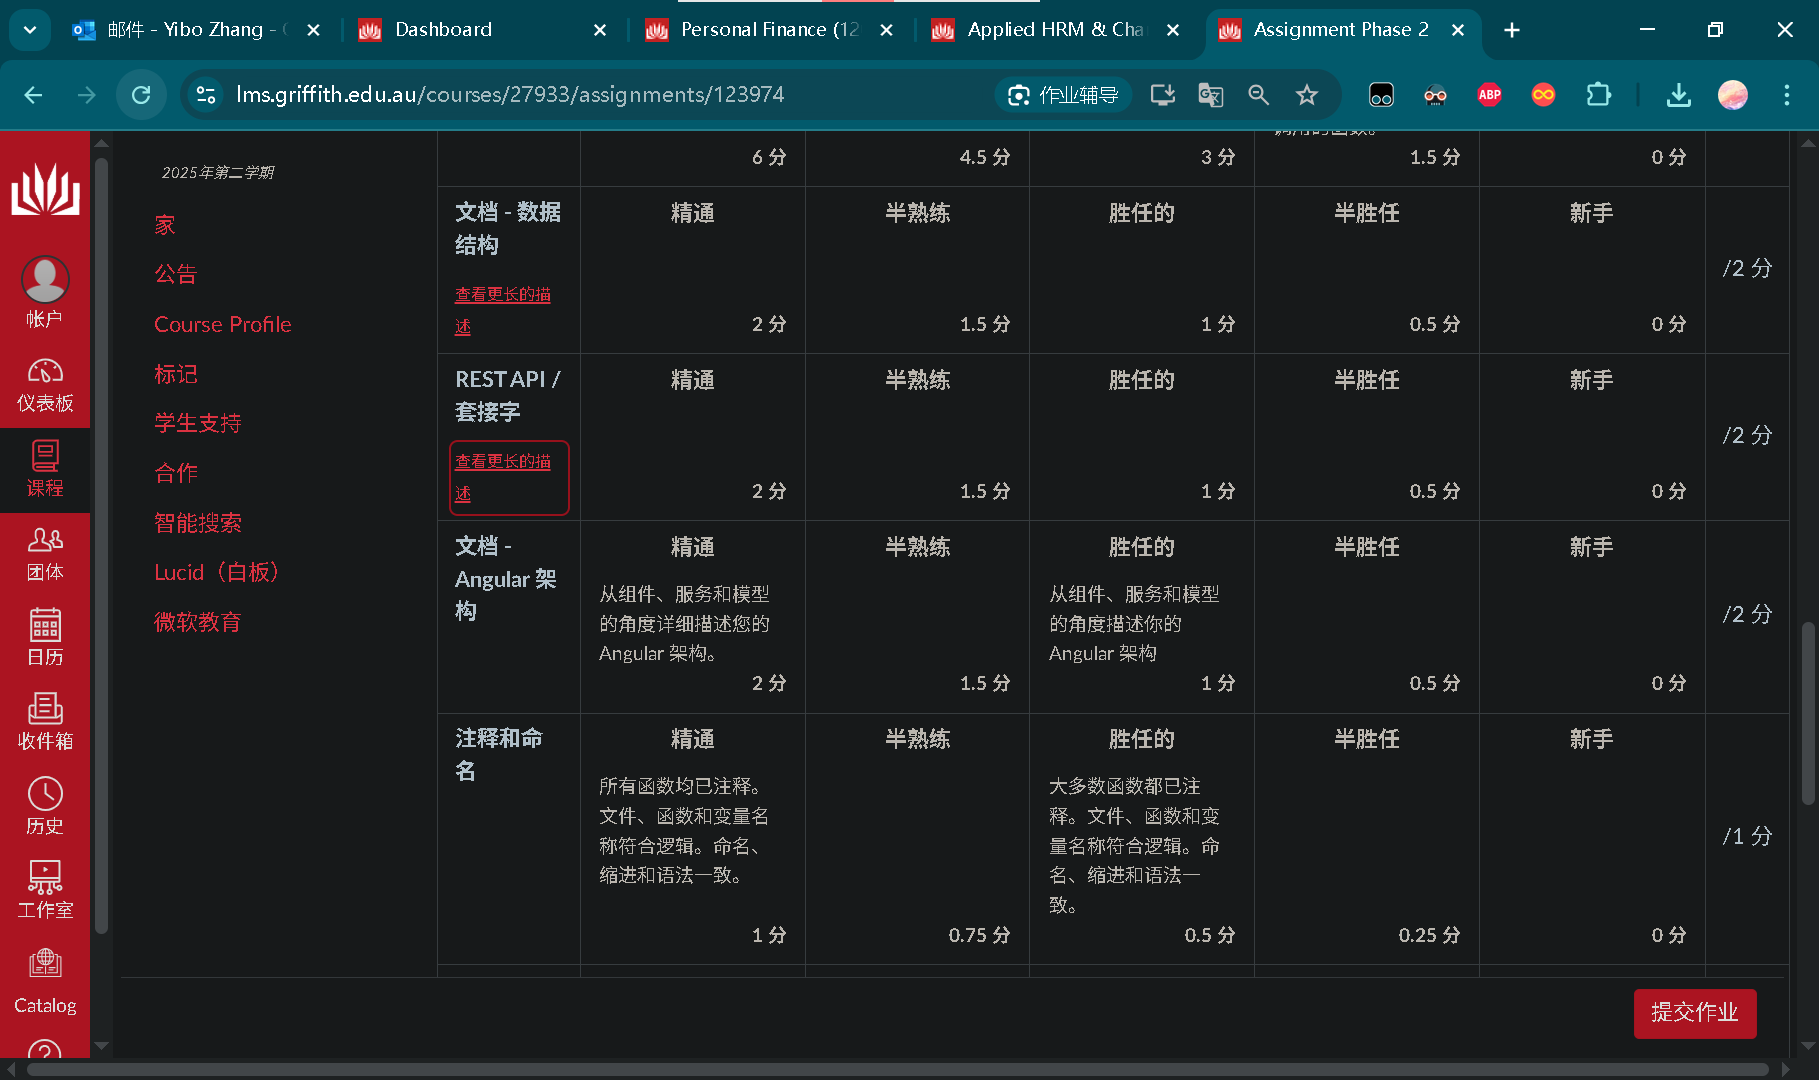 邮件 - Yibo Zhang -
Dashboard
Personal Finance (12
Applied HRM & Cha
Assignment Phase 2
lms.griffith.edu.au/courses/27933/assignments/123974
作业辅导
ABP
帐户
仪表板
课程
团体
日历
收件箱
历史
工作室
Catalog
2025年第二学期
家
公告
Course Profile
标记
学生支持
合作
智能搜索
Lucid（白板）
微软教育
6 分
4.5 分
3 分
1.5 分
0 分
文档 - 数据
结构
查看更长的描
述
精通
2 分
半熟练
1.5 分
胜任的
1 分
半胜任
0.5 分
新手
0 分
/2 分
REST API /
套接字
查看更长的描
述
精通
2 分
半熟练
1.5 分
胜任的
1 分
半胜任
0.5 分
新手
0 分
/2 分
文档 -
Angular 架
构
精通
从组件、服务和模型
的角度详细描述您的
Angular 架构。
2 分
半熟练
1.5 分
胜任的
从组件、服务和模型
的角度描述你的
Angular 架构
1 分
半胜任
0.5 分
新手
0 分
/2 分
注释和命
名
精通
所有函数均已注释。
文件、函数和变量名
称符合逻辑。命名、
缩进和语法一致。
1 分
半熟练
0.75 分
胜任的
大多数函数都已注
释。文件、函数和变
量名称符合逻辑。命
名、缩进和语法一
致。
0.5 分
半胜任
0.25 分
新手
0 分
/1 分
提交作业